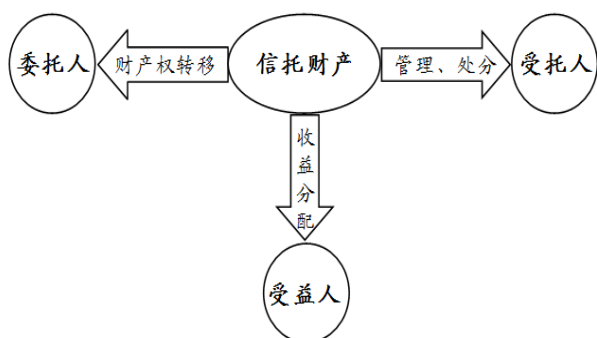 委托人
财产权转移
信托财产
管理、处分
受托人
收益分配
受益人